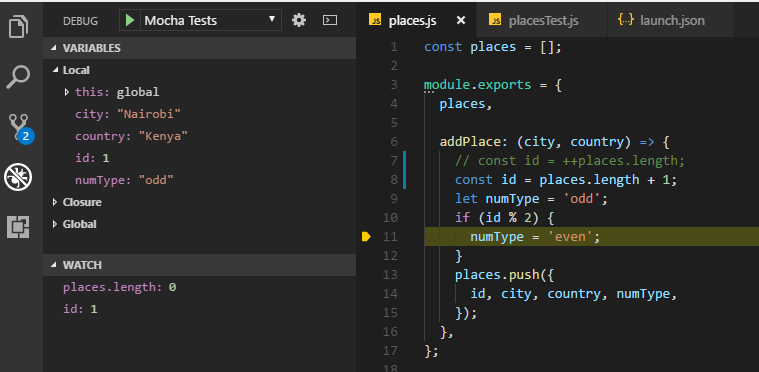 DEBUG Mocha Tests
VARIABLES
Local
this: global
city: "Nairobi"
country: "Kenya"
id: 1
numType: "odd"
Closure
Global
WATCH
places.length: 0
id: 1
2
JS places.js JS placesTest.js {··} launch.json
1 const places = [];
2
3 module.exports = {
4 places,
5
6 addPlace: (city, country) => {
7 // const id = ++places.length;
8 const id = places.length + 1;
9 let numType = 'odd';
10 if (id % 2) {
11 numType = 'even';
12 }
13 places.push({
14 id, city, country, numType,
15 });
16 },
17 };
18